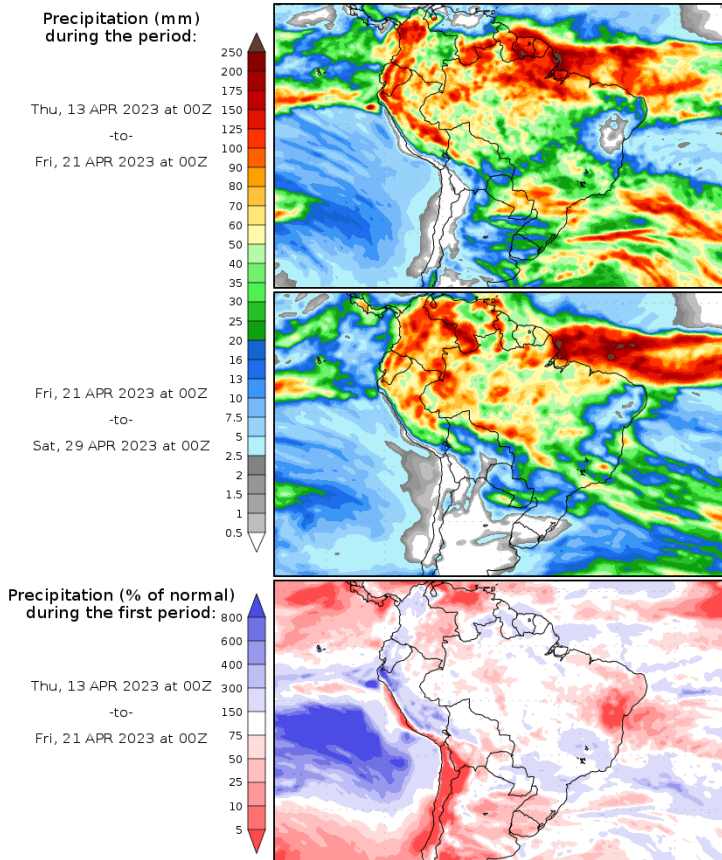 Precipitation (mm)
during the period:
Thu, 13 APR 2023 at 00Z
-to-
Fri, 21 APR 2023 at 00Z
250
200
175
150
125
100
90
80
70
60
50
40
35
30
25
20
16
13
10
7.5
5
2.5
2
1.5
1
0.5
Fri, 21 APR 2023 at 00Z
-to-
Sat, 29 APR 2023 at 00Z
Precipitation (% of normal)
during the first period:
Thu, 13 APR 2023 at 00Z
-to-
Fri, 21 APR 2023 at 00Z
800
600
400
300
150
75
50
25
10
5